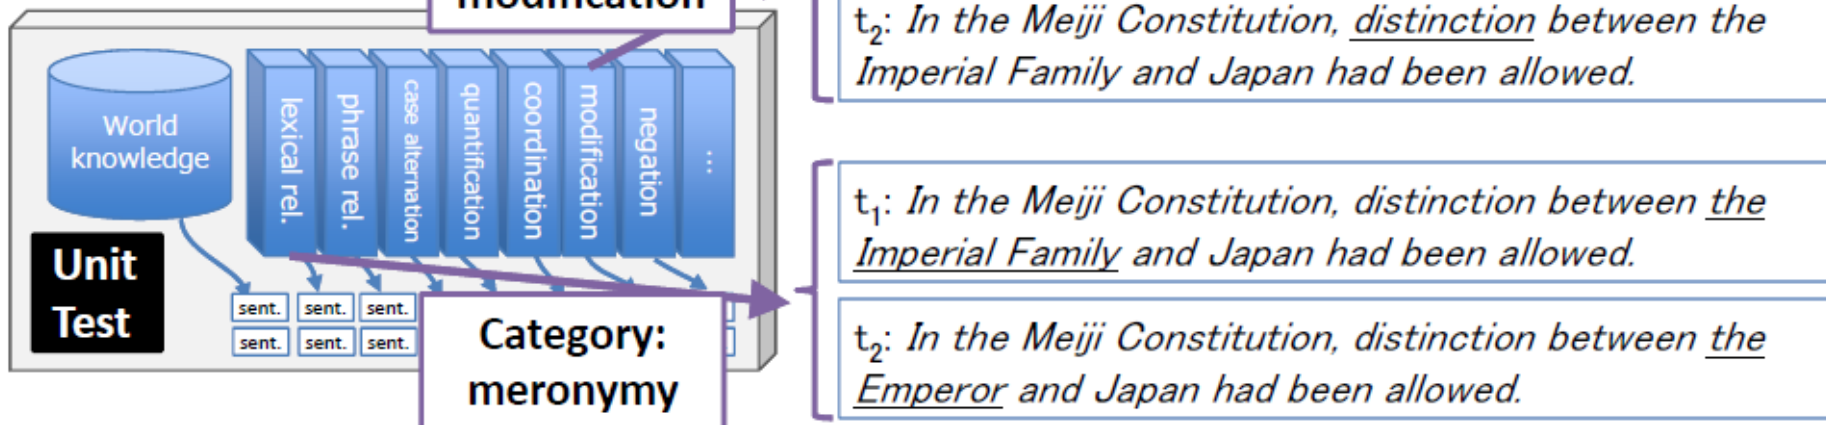 modification
World
knowledge
lexical rel.
phrase rel.
case alternation
quantification
coordination
modification
negation
...
Unit
Test
sent.
sent.
sent.
sent.
sent.
sent.
Category:
meronymy
t2: In the Meiji Constitution, distinction between the
Imperial Family and Japan had been allowed.
t1: In the Meiji Constitution, distinction between the
Imperial Family and Japan had been allowed.
t2: In the Meiji Constitution, distinction between the
Emperor and Japan had been allowed.